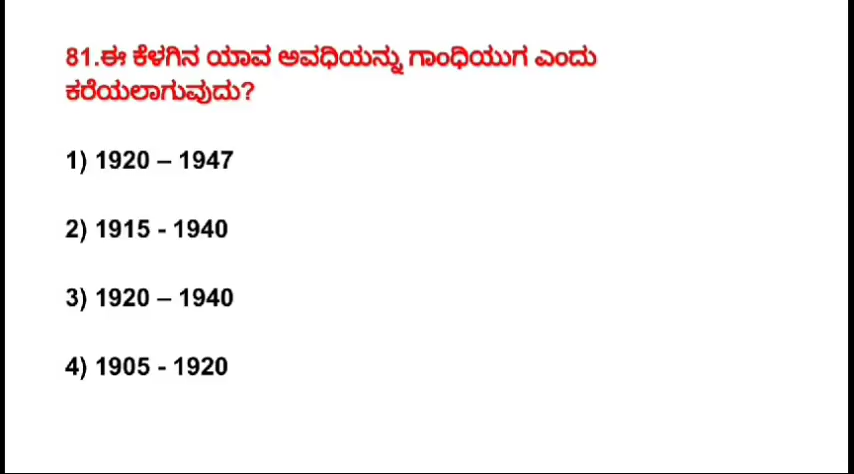 81.ಈ ಕೆಳಗಿನ ಯಾವ ಅವಧಿಯನ್ನು ಗಾಂಧಿಯುಗ ಎಂದು
ಕರೆಯಲಾಗುವುದು?
1) 1920 – 1947
2) 1915 - 1940
3) 1920 – 1940
4) 1905 - 1920